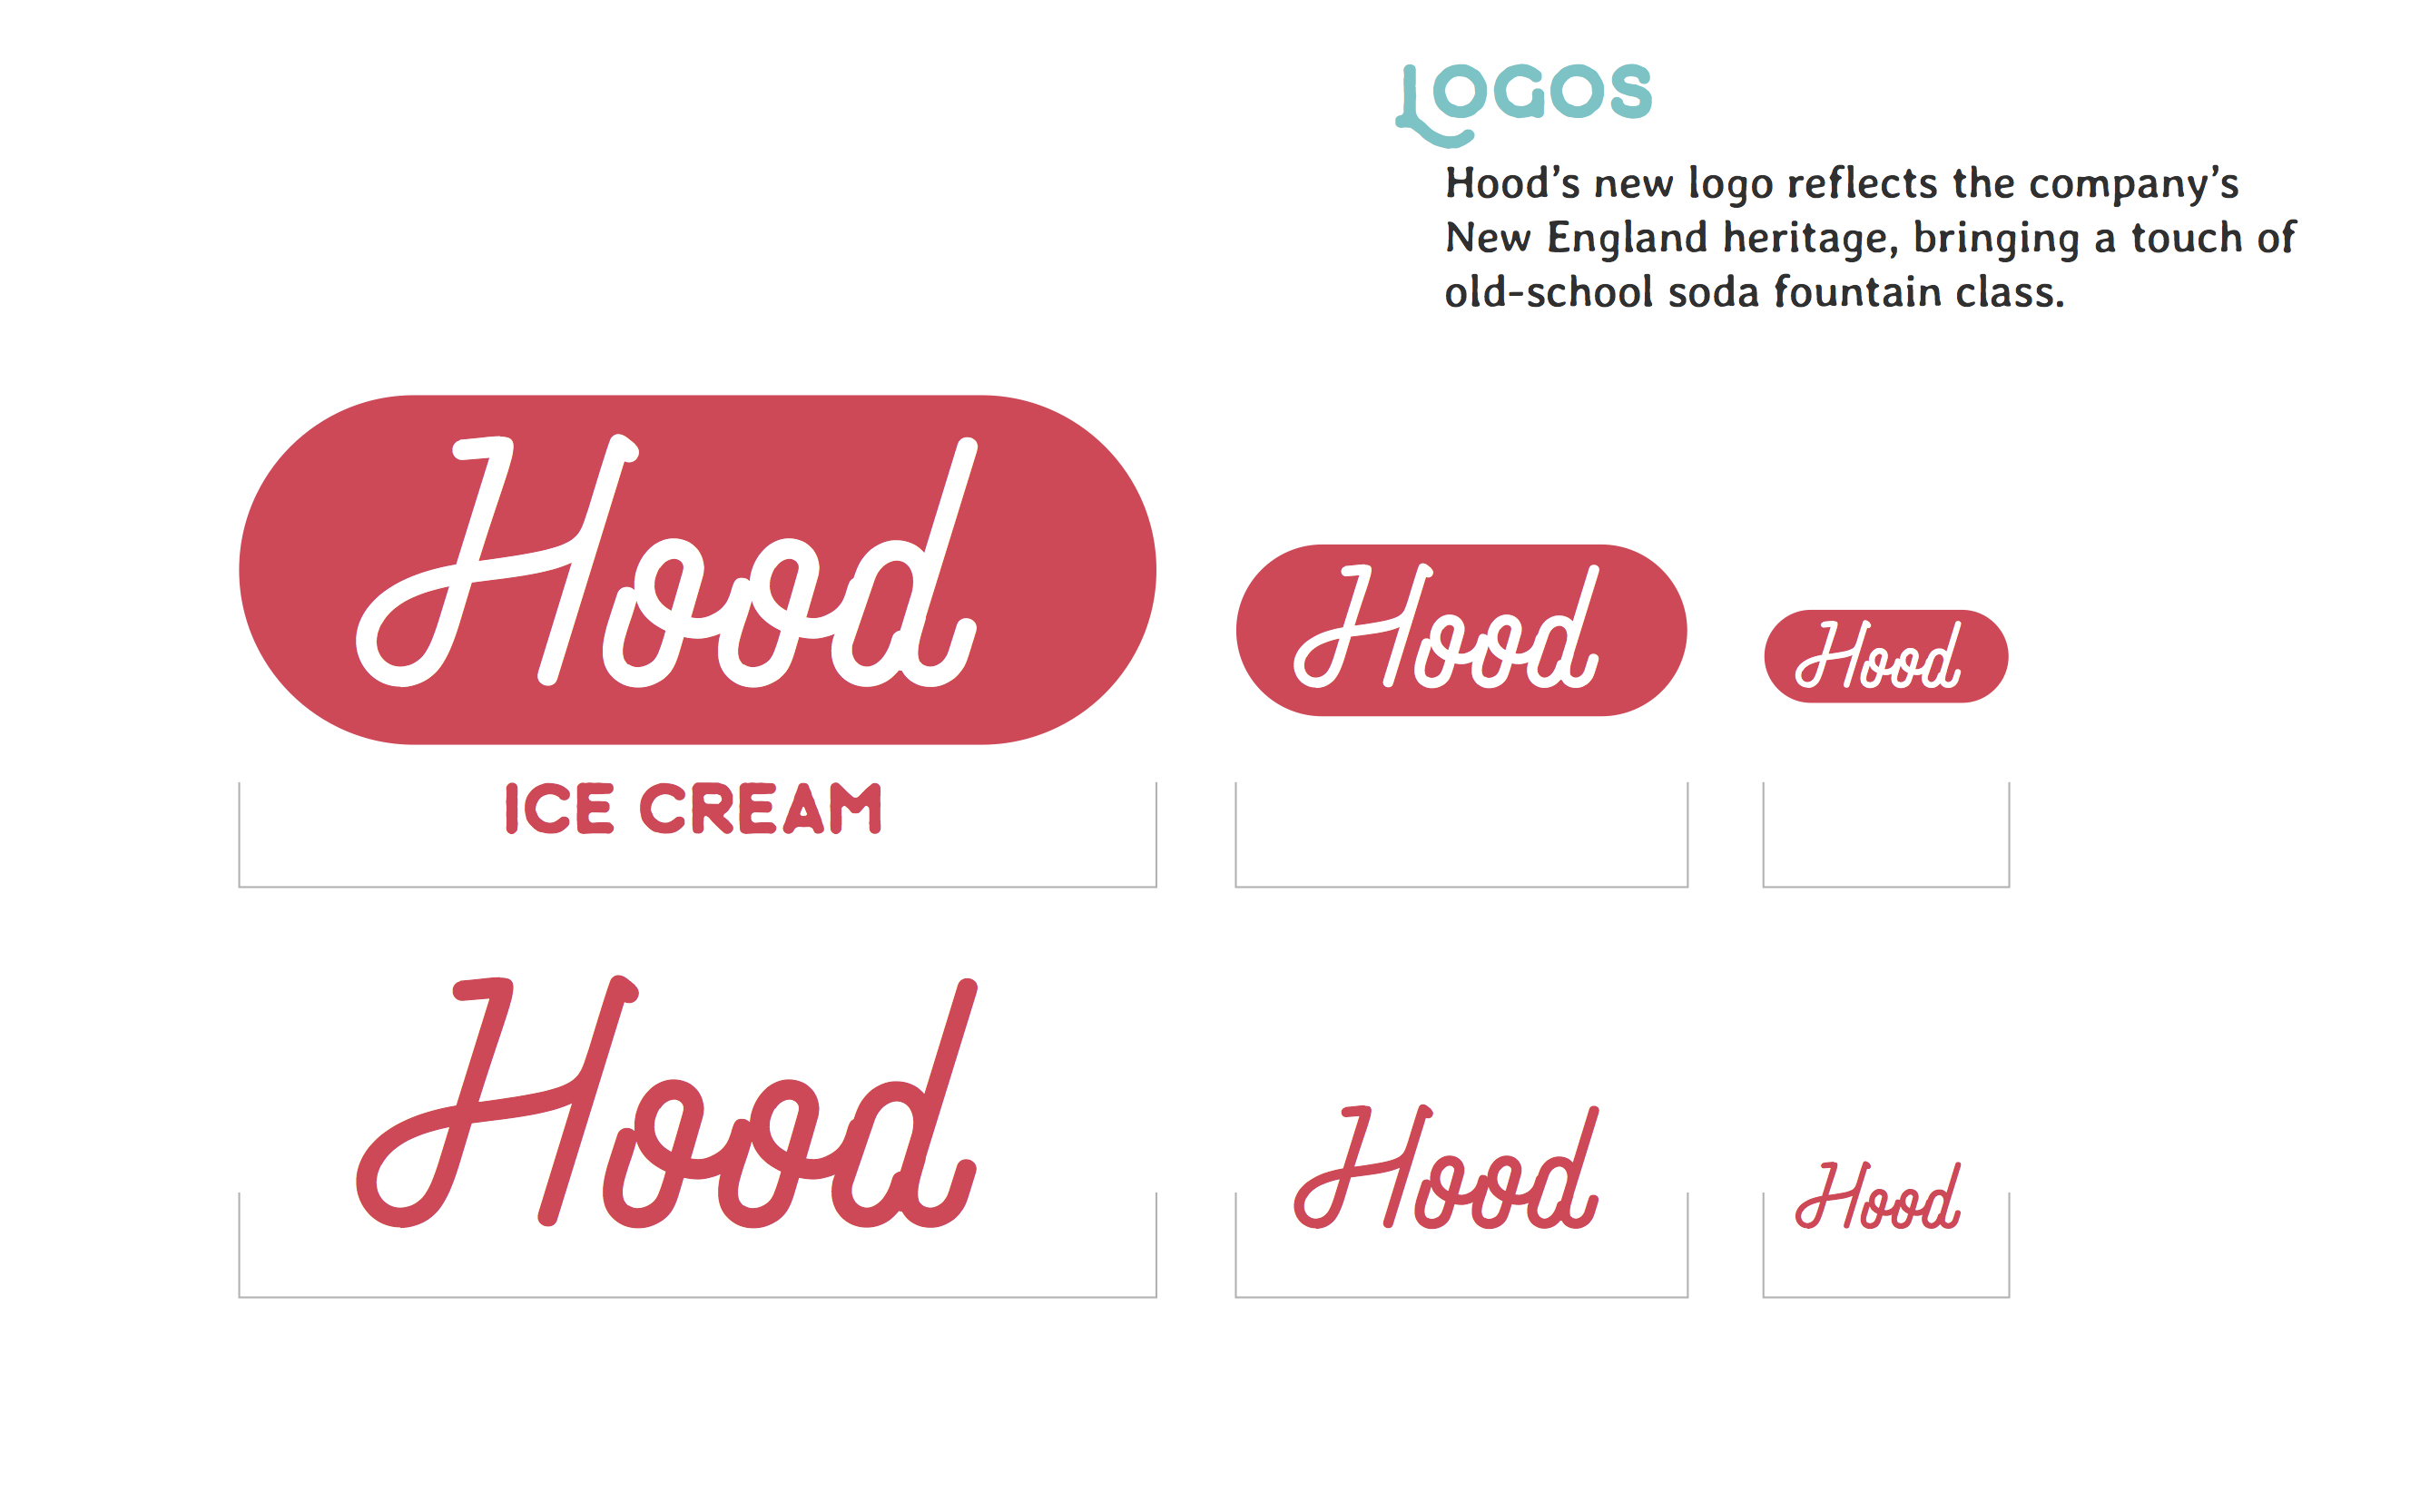 LOGOS
Hood’s new logo reflects the company’s
New England heritage, bringing a touch of
old-school soda fountain class.
Hood
Hood
Hood
ICE CREAM
Hood
Hood
Hood